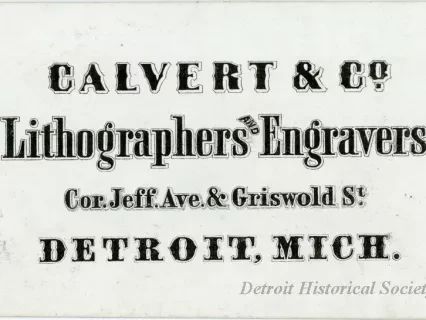 CALVERT & Co.
Lithographers AND Engravers
Cor. Jeff. Ave. & Griswold St.
DETROIT, MICH.
Detroit Historical Society